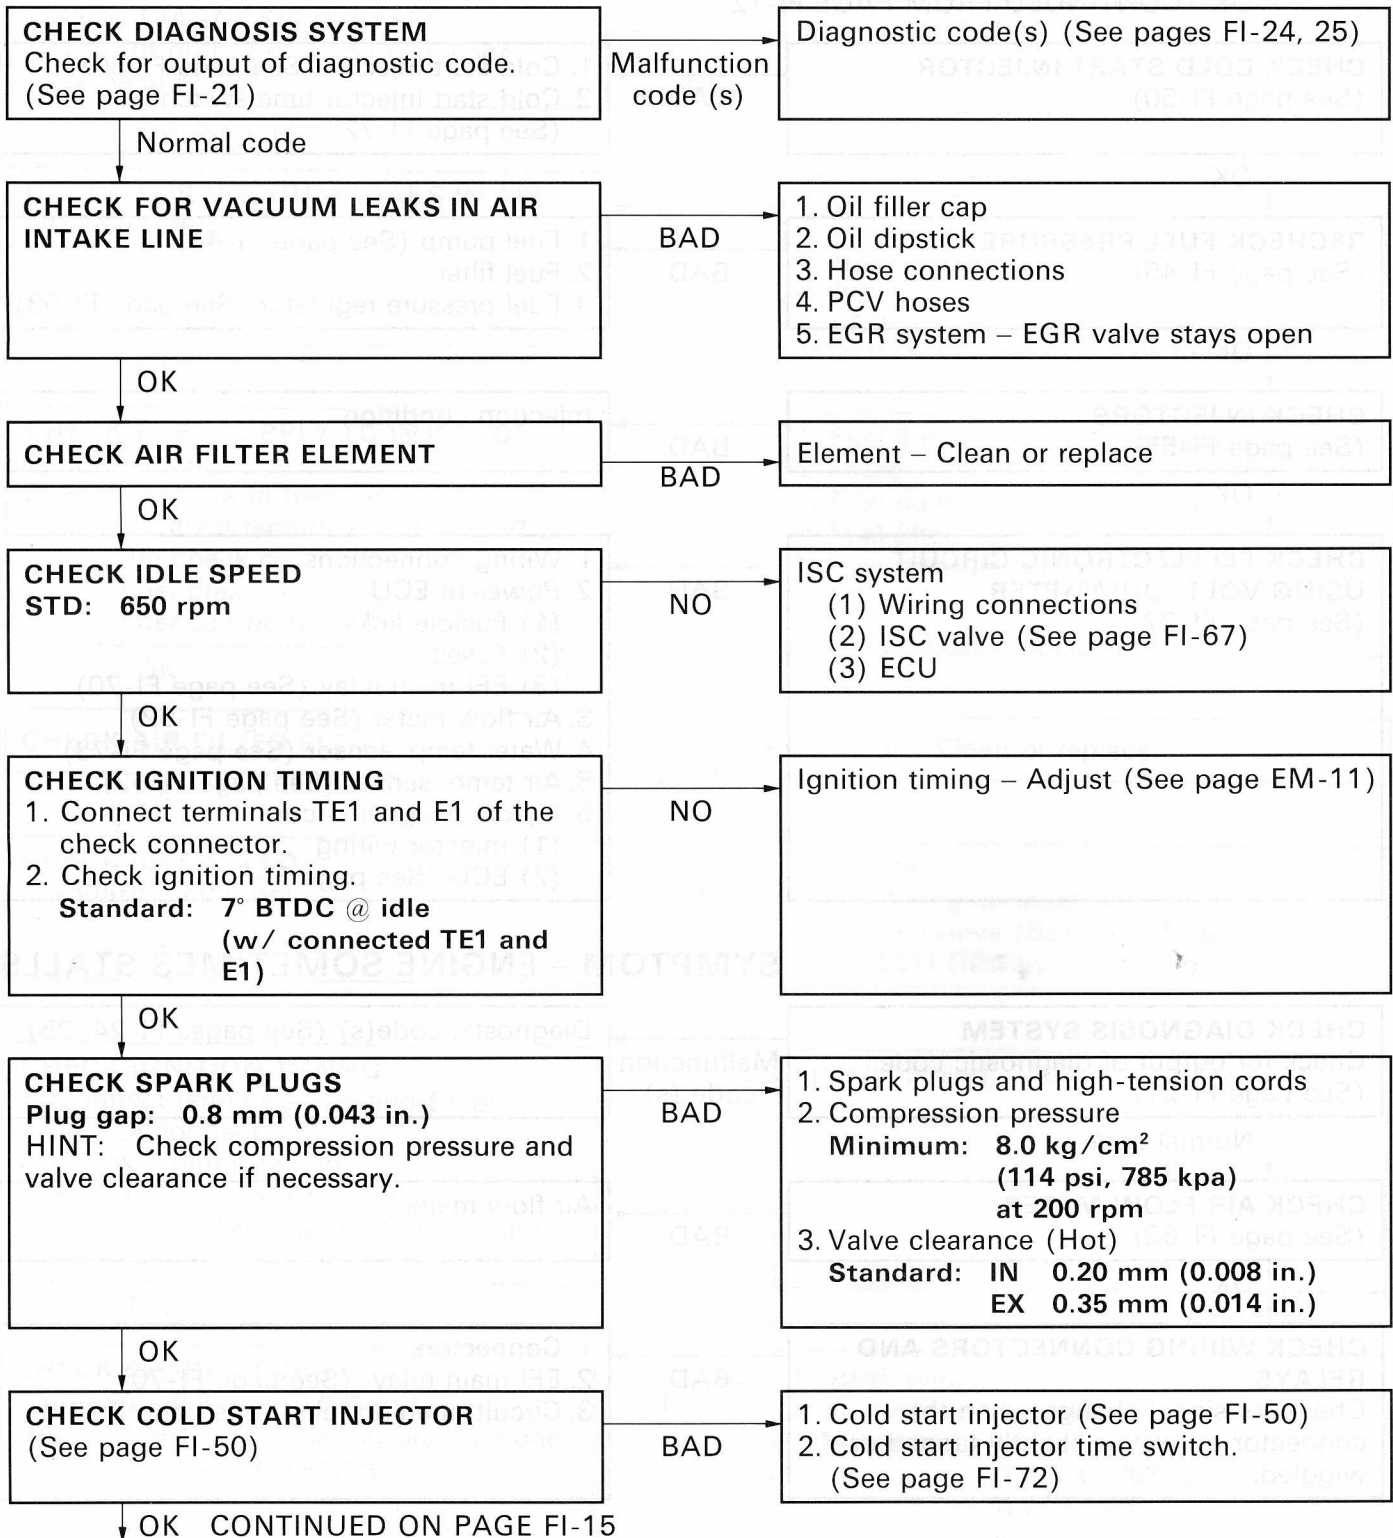 CHECK DIAGNOSIS SYSTEM
Check for output of diagnostic code.
(See page FI-21)
Malfunction
code (s)
Diagnostic code(s) (See pages FI-24, 25)
Normal code
CHECK FOR VACUUM LEAKS IN AIR
INTAKE LINE
BAD
1. Oil filler cap
2. Oil dipstick
3. Hose connections
4. PCV hoses
5. EGR system – EGR valve stays open
OK
CHECK AIR FILTER ELEMENT
BAD
Element – Clean or replace
OK
CHECK IDLE SPEED
STD: 650 rpm
NO
ISC system
(1) Wiring connections
(2) ISC valve (See page FI-67)
(3) ECU
OK
CHECK IGNITION TIMING
1. Connect terminals TE1 and E1 of the
check connector.
2. Check ignition timing.
Standard: 7° BTDC @ idle
(w/ connected TE1 and
E1)
NO
Ignition timing – Adjust (See page EM-11)
OK
CHECK SPARK PLUGS
Plug gap: 0.8 mm (0.043 in.)
HINT: Check compression pressure and
valve clearance if necessary.
BAD
1. Spark plugs and high-tension cords
2. Compression pressure
Minimum: 8.0 kg/cm²
(114 psi, 785 kpa)
at 200 rpm
3. Valve clearance (Hot)
Standard: IN 0.20 mm (0.008 in.)
EX 0.35 mm (0.014 in.)
OK
CHECK COLD START INJECTOR
(See page FI-50)
BAD
1. Cold start injector (See page FI-50)
2. Cold start injector time switch.
(See page FI-72)
OK CONTINUED ON PAGE FI-15